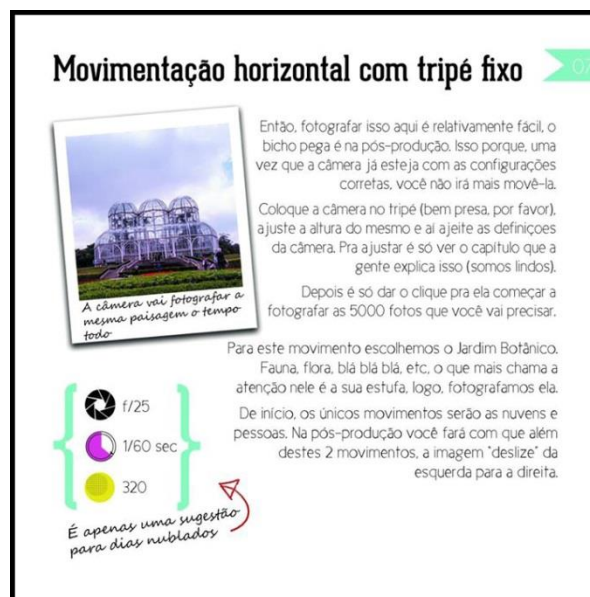 Movimentação horizontal com tripé fixo
07
Então, fotografar isso aqui é relativamente fácil, o
bicho pega é na pós-produção. Isso porque, uma
vez que a câmera já esteja com as configurações
corretas, você não irá mais movê-la.
Coloque a câmera no tripé (bem presa, por favor),
ajuste a altura do mesmo e aí ajeite as definiçoes
da câmera. Pra ajustar é só ver o capítulo que a
gente explica isso (somos lindos).
Depois é só dar o clique pra ela começar a
fotografar as 5000 fotos que você vai precisar.
A câmera vai fotografar a
mesma paisagem o tempo
todo
Para este movimento escolhemos o Jardim Botânico.
Fauna, flora, blá blá blá, etc, o que mais chama a
atenção nele é a sua estufa, logo, fotografamos ela.
De início, os únicos movimentos serão as nuvens e
pessoas. Na pós-produção você fará com que além
destes 2 movimentos, a imagem "deslize" da
esquerda para a direita.
f/25
1/60 sec
320
É apenas uma sugestão
para dias nublados